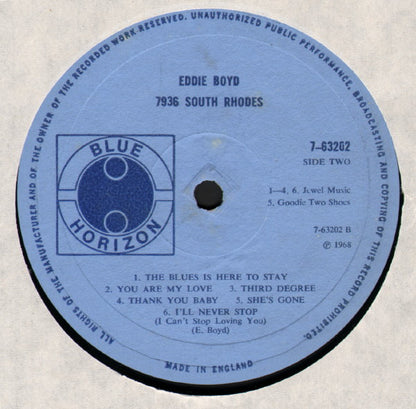 ALL RIGHTS OF THE MANUFACTURER AND OF THE OWNER OF THE RECORDED WORK RESERVED. UNAUTHORIZED PUBLIC PERFORMANCE, BROADCASTING AND COPYING OF THIS RECORD PROHIBITED.
EDDIE BOYD
7936 SOUTH RHODES
BLUE
HORIZON
7-63262
SIDE TWO
1—4, 6. Jewel Music
5. Goodie Two Shoes
7-63202 B
℗ 1968
1. THE BLUES IS HERE TO STAY
2. YOU ARE MY LOVE 3. THIRD DEGREE
4. THANK YOU BABY 5. SHE'S GONE
6. I'LL NEVER STOP
(I Can't Stop Loving You)
(E. Boyd)
MADE IN ENGLAND